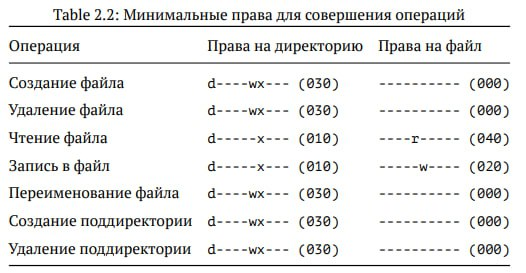 Table 2.2: Минимальные права для совершения операций
Операция Права на директорию Права на файл
Создание файла d----wx--- (030) ---------- (000)
Удаление файла d----wx--- (030) ---------- (000)
Чтение файла d-----x--- (010) ----r----- (040)
Запись в файл d-----x--- (010) -----w---- (020)
Переименование файла d----wx--- (030) ---------- (000)
Создание поддиректории d----wx--- (030) ---------- (000)
Удаление поддиректории d----wx--- (030) ---------- (000)